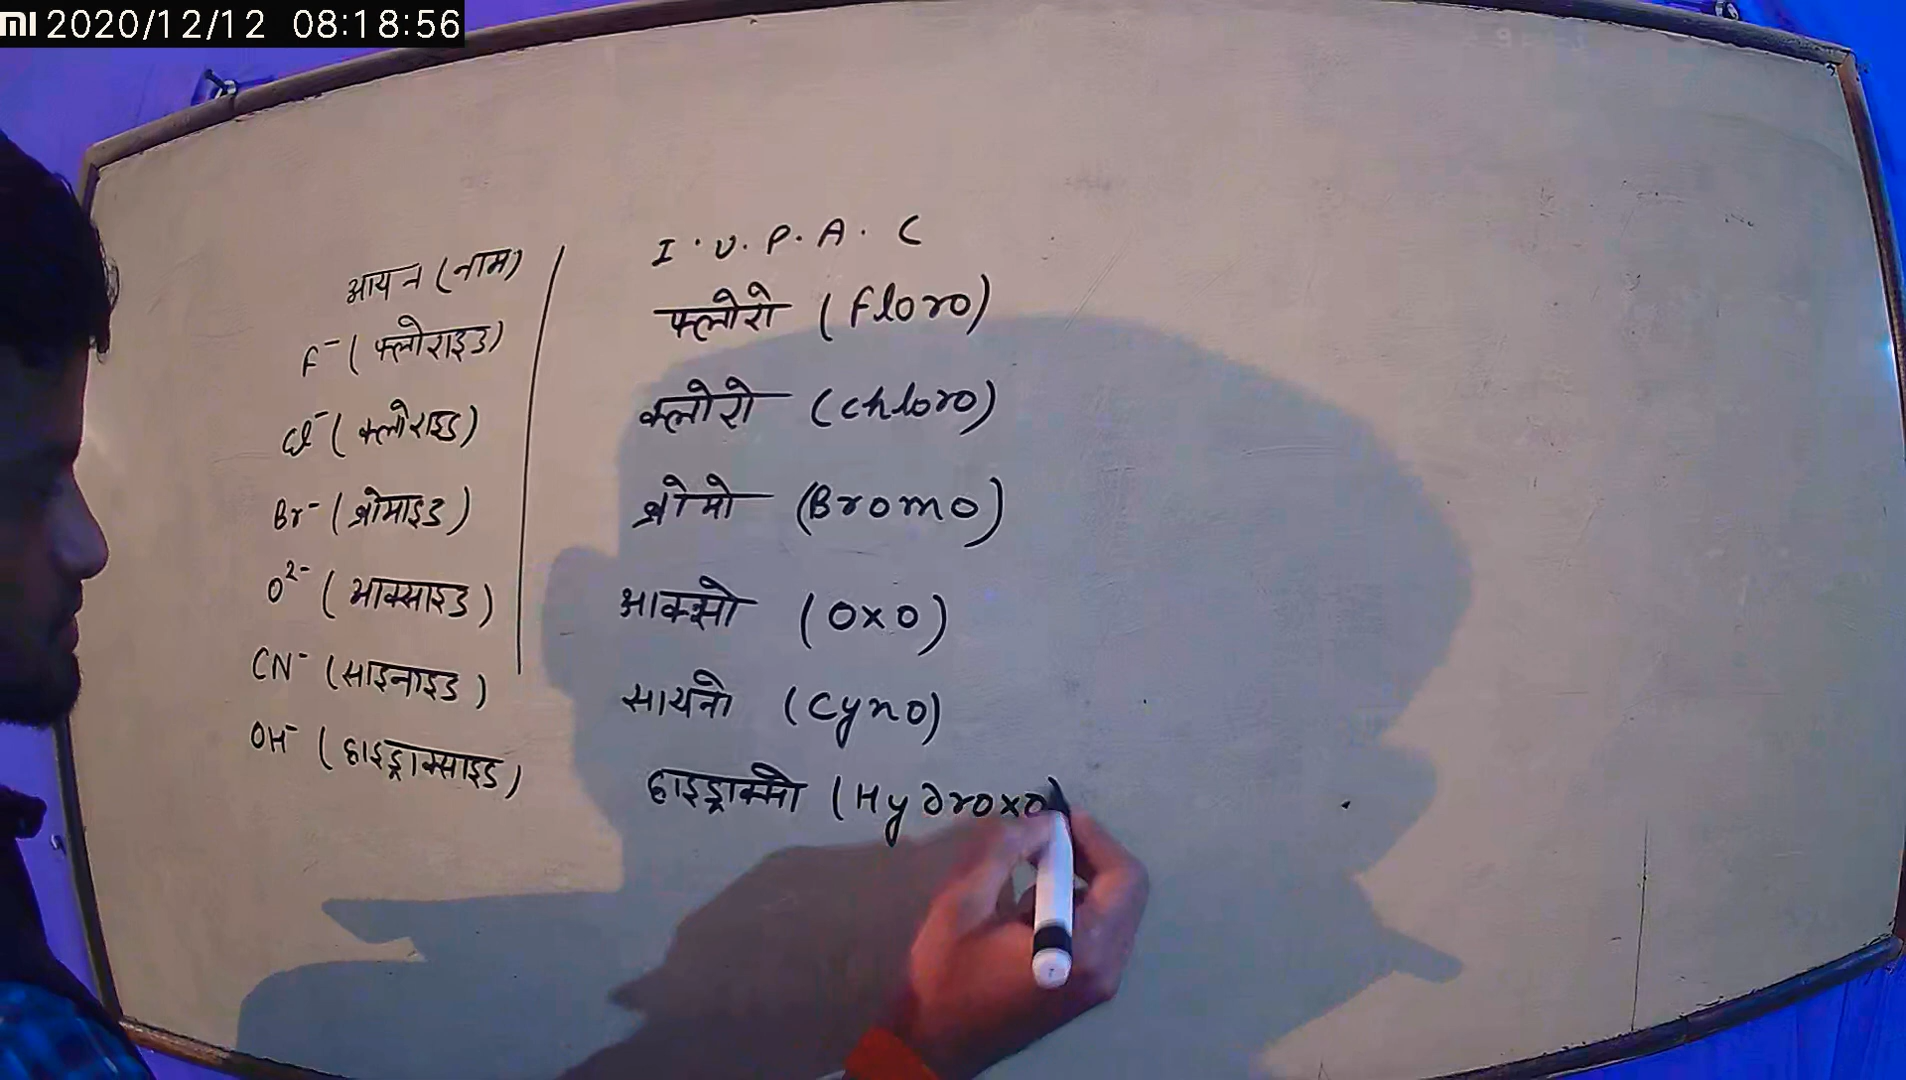 MI 2020/12/12 08:18:56
आयन (नाम) I.U.P.A.C
F⁻ (फ्लोराइड) फ्लोरो (Floro)
Cl⁻ (क्लोराइड) क्लोरो (Chloro)
Br⁻ (ब्रोमाइड) ब्रोमो (Bromo)
O²⁻ (आक्साइड) आक्सो (Oxo)
CN⁻ (साइनाइड) सायनो (Cyno)
OH⁻ (हाइड्राक्साइड) हाइड्राक्सो (Hydroxo)